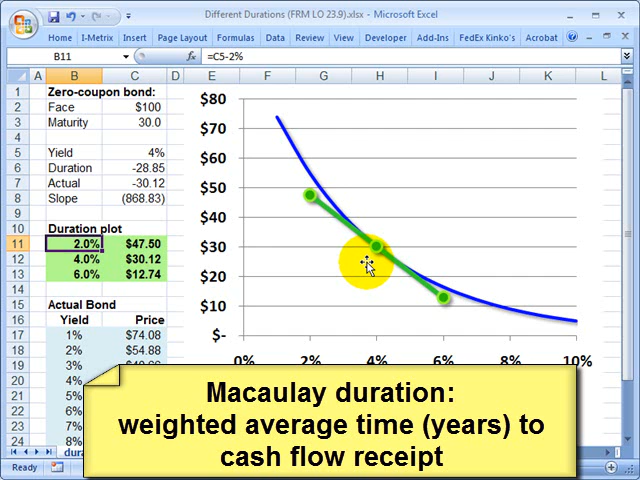 Different Durations (FRM LO 23.9).xlsx - Microsoft Excel
Home I-Metrix Insert Page Layout Formulas Data Review View Developer Add-Ins FedEx Kinko's Acrobat
B11 fx =C5-2%
A B C D E F G H I J K L
1 Zero-coupon bond: $80
2 Face $100
3 Maturity 30.0 $70
4 $60
5 Yield 4%
6 Duration -28.85 $50
7 Actual -30.12
8 Slope (868.83) $40
9
10 Duration plot
11 2.0% $47.50 $30
12 4.0% $30.12
13 6.0% $12.74 $20
14
15 Actual Bond $10
16 Yield Price $-
17 1% $74.08
18 2% $54.88 0% 2% 4% 6% 8% 10%
19 3%
20 4%
21 5%
22 6%
23 7%
24 8%
Macaulay duration:
weighted average time (years) to
cash flow receipt
Ready